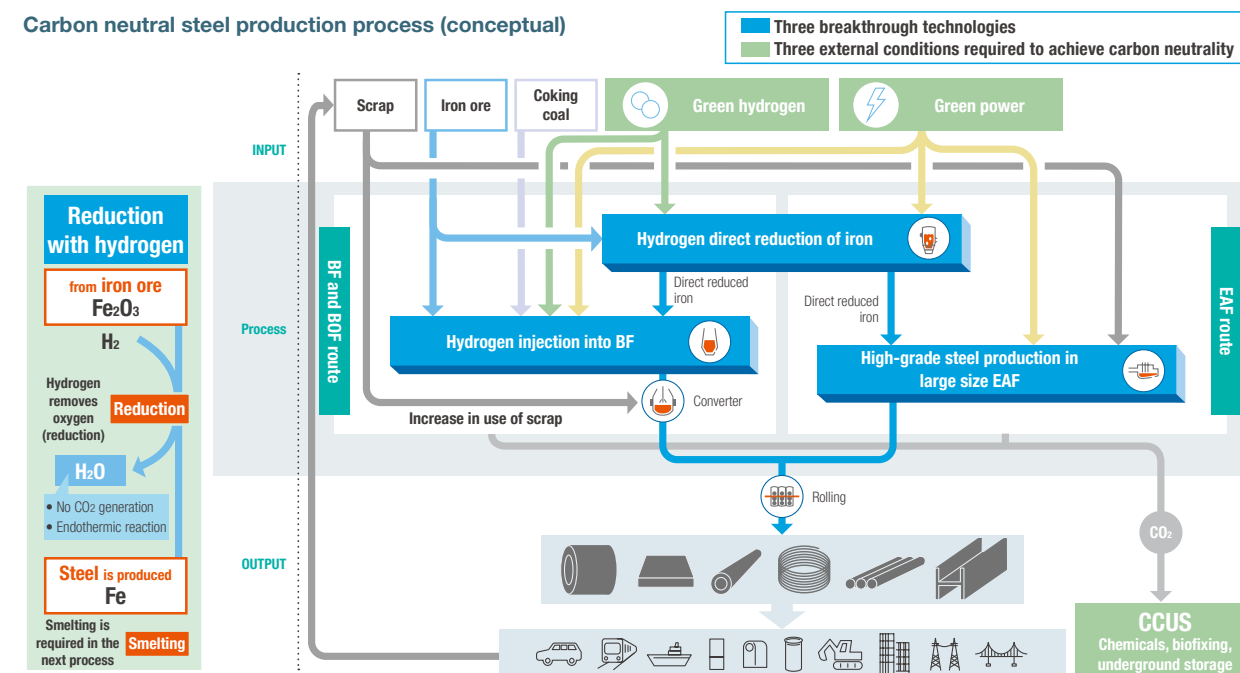 Carbon neutral steel production process (conceptual)
Three breakthrough technologies
Three external conditions required to achieve carbon neutrality
Scrap
Iron ore
Coking
coal
Green hydrogen
Green power
INPUT
Reduction
with hydrogen
from iron ore
Fe2O3
H2
Hydrogen
removes
oxygen
(reduction)
Reduction
H2O
• No CO2 generation
• Endothermic reaction
Steel is produced
Fe
Smelting is
required in the
next process
Smelting
Process
BF and BOF route
EAF route
Hydrogen direct reduction of iron
Direct reduced
iron
Direct reduced
iron
Hydrogen injection into BF
High-grade steel production in
large size EAF
Converter
Increase in use of scrap
Rolling
CO2
OUTPUT
CCUS
Chemicals, biofixing,
underground storage